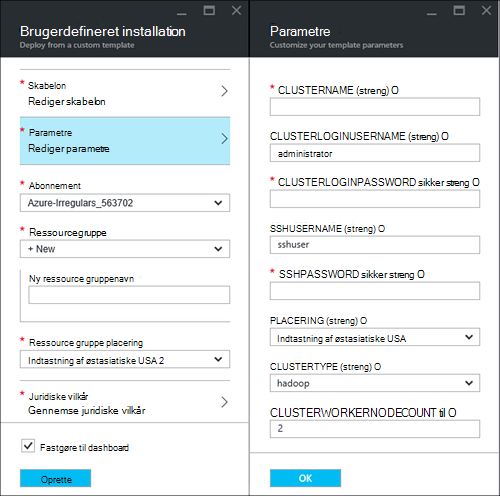 Brugerdefineret installation
Deploy from a custom template
* Skabelon
Rediger skabelon
* Parametre
Rediger parametre
* Abonnement
Azure-Irregulars_563702
* Ressourcegruppe
+ New
Ny ressource gruppenavn
* Ressource gruppe placering
Indtastning af østasiatiske USA 2
* Juridiske vilkår
Gennemse juridiske vilkår
Fastgøre til dashboard
Oprette
Parametre
Customize your template parameters
* CLUSTERNAME (streng) O
CLUSTERLOGINUSERNAME (streng) O
administrator
* CLUSTERLOGINPASSWORD sikker streng O
SSHUSERNAME (streng) O
sshuser
* SSHPASSWORD sikker streng O
PLACERING (streng) O
Indtastning af østasiatiske USA
CLUSTERTYPE (streng) O
hadoop
CLUSTERWORKERNODECOUNT til O
2
OK